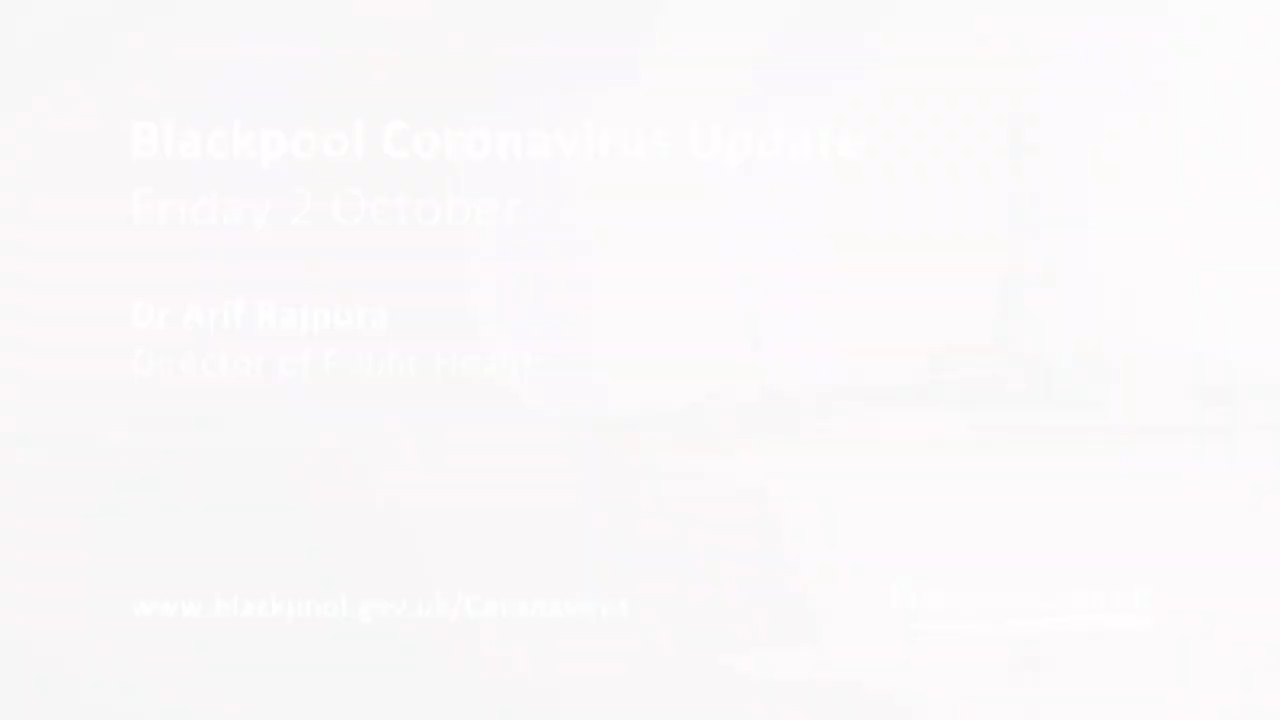 Blackpool Coronavirus Update
Friday 2 October
Dr Arif Rajpura
Director of Public Health
www.blackpool.gov.uk/Coronavirus